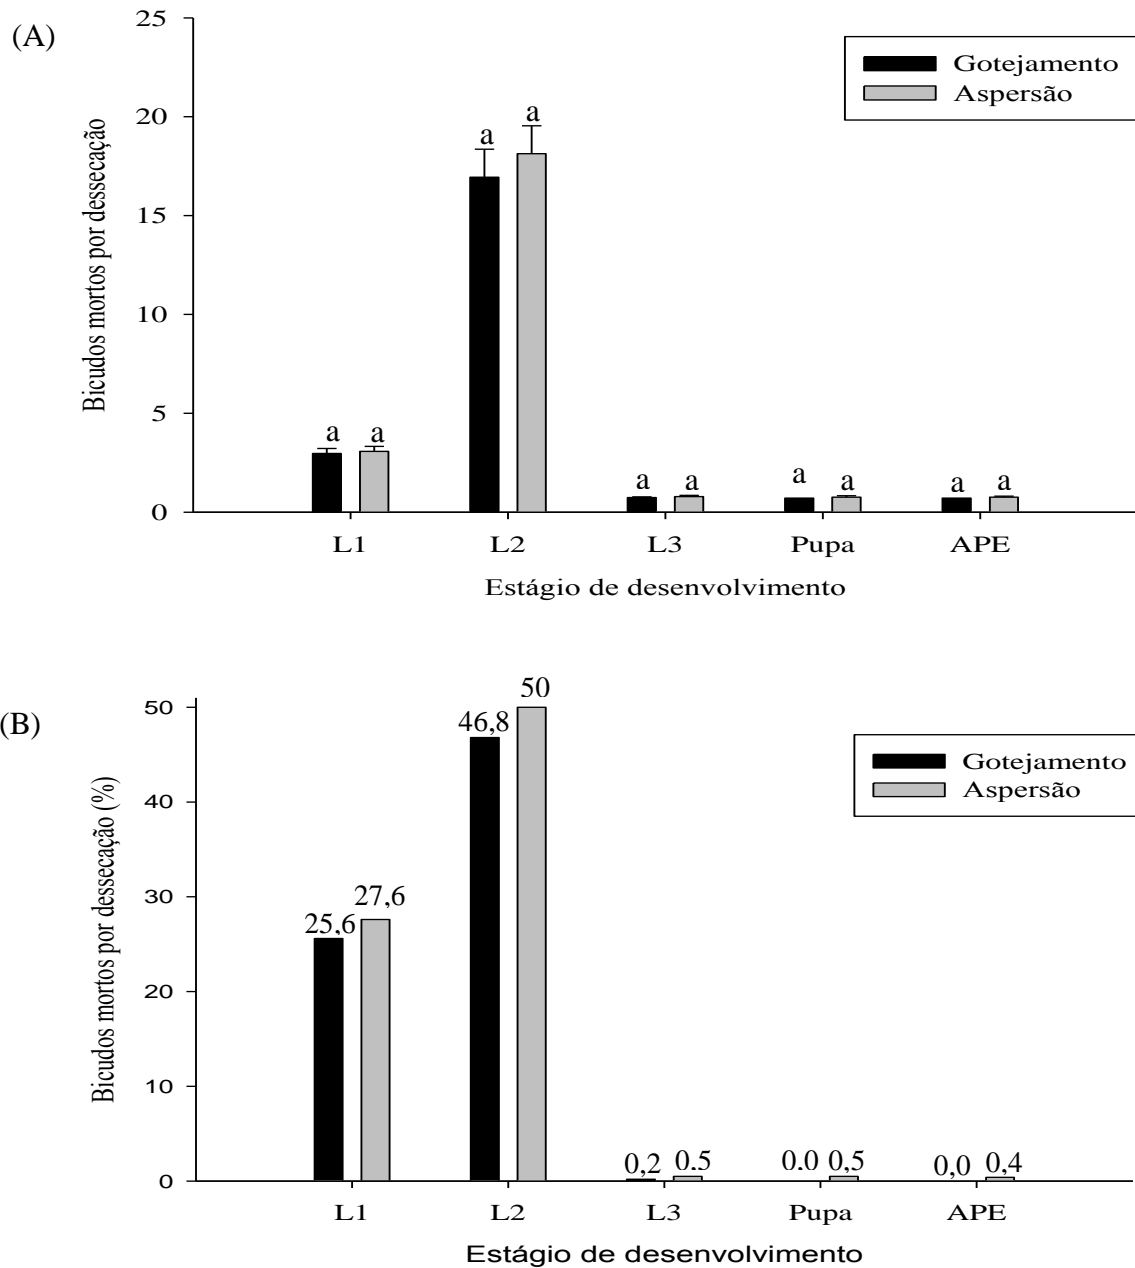 (A)
Bicudos mortos por dessecação
25
20
15
10
5
0
Gotejamento
Aspersão
a a
a a
a a
a a
a a
L1 L2 L3 Pupa APE
Estágio de desenvolvimento
(B)
Bicudos mortos por dessecação (%)
50
40
30
20
10
0
Gotejamento
Aspersão
25,6 27,6
46,8 50
0,2 0,5
0,0 0,5
0,0 0,4
L1 L2 L3 Pupa APE
Estágio de desenvolvimento